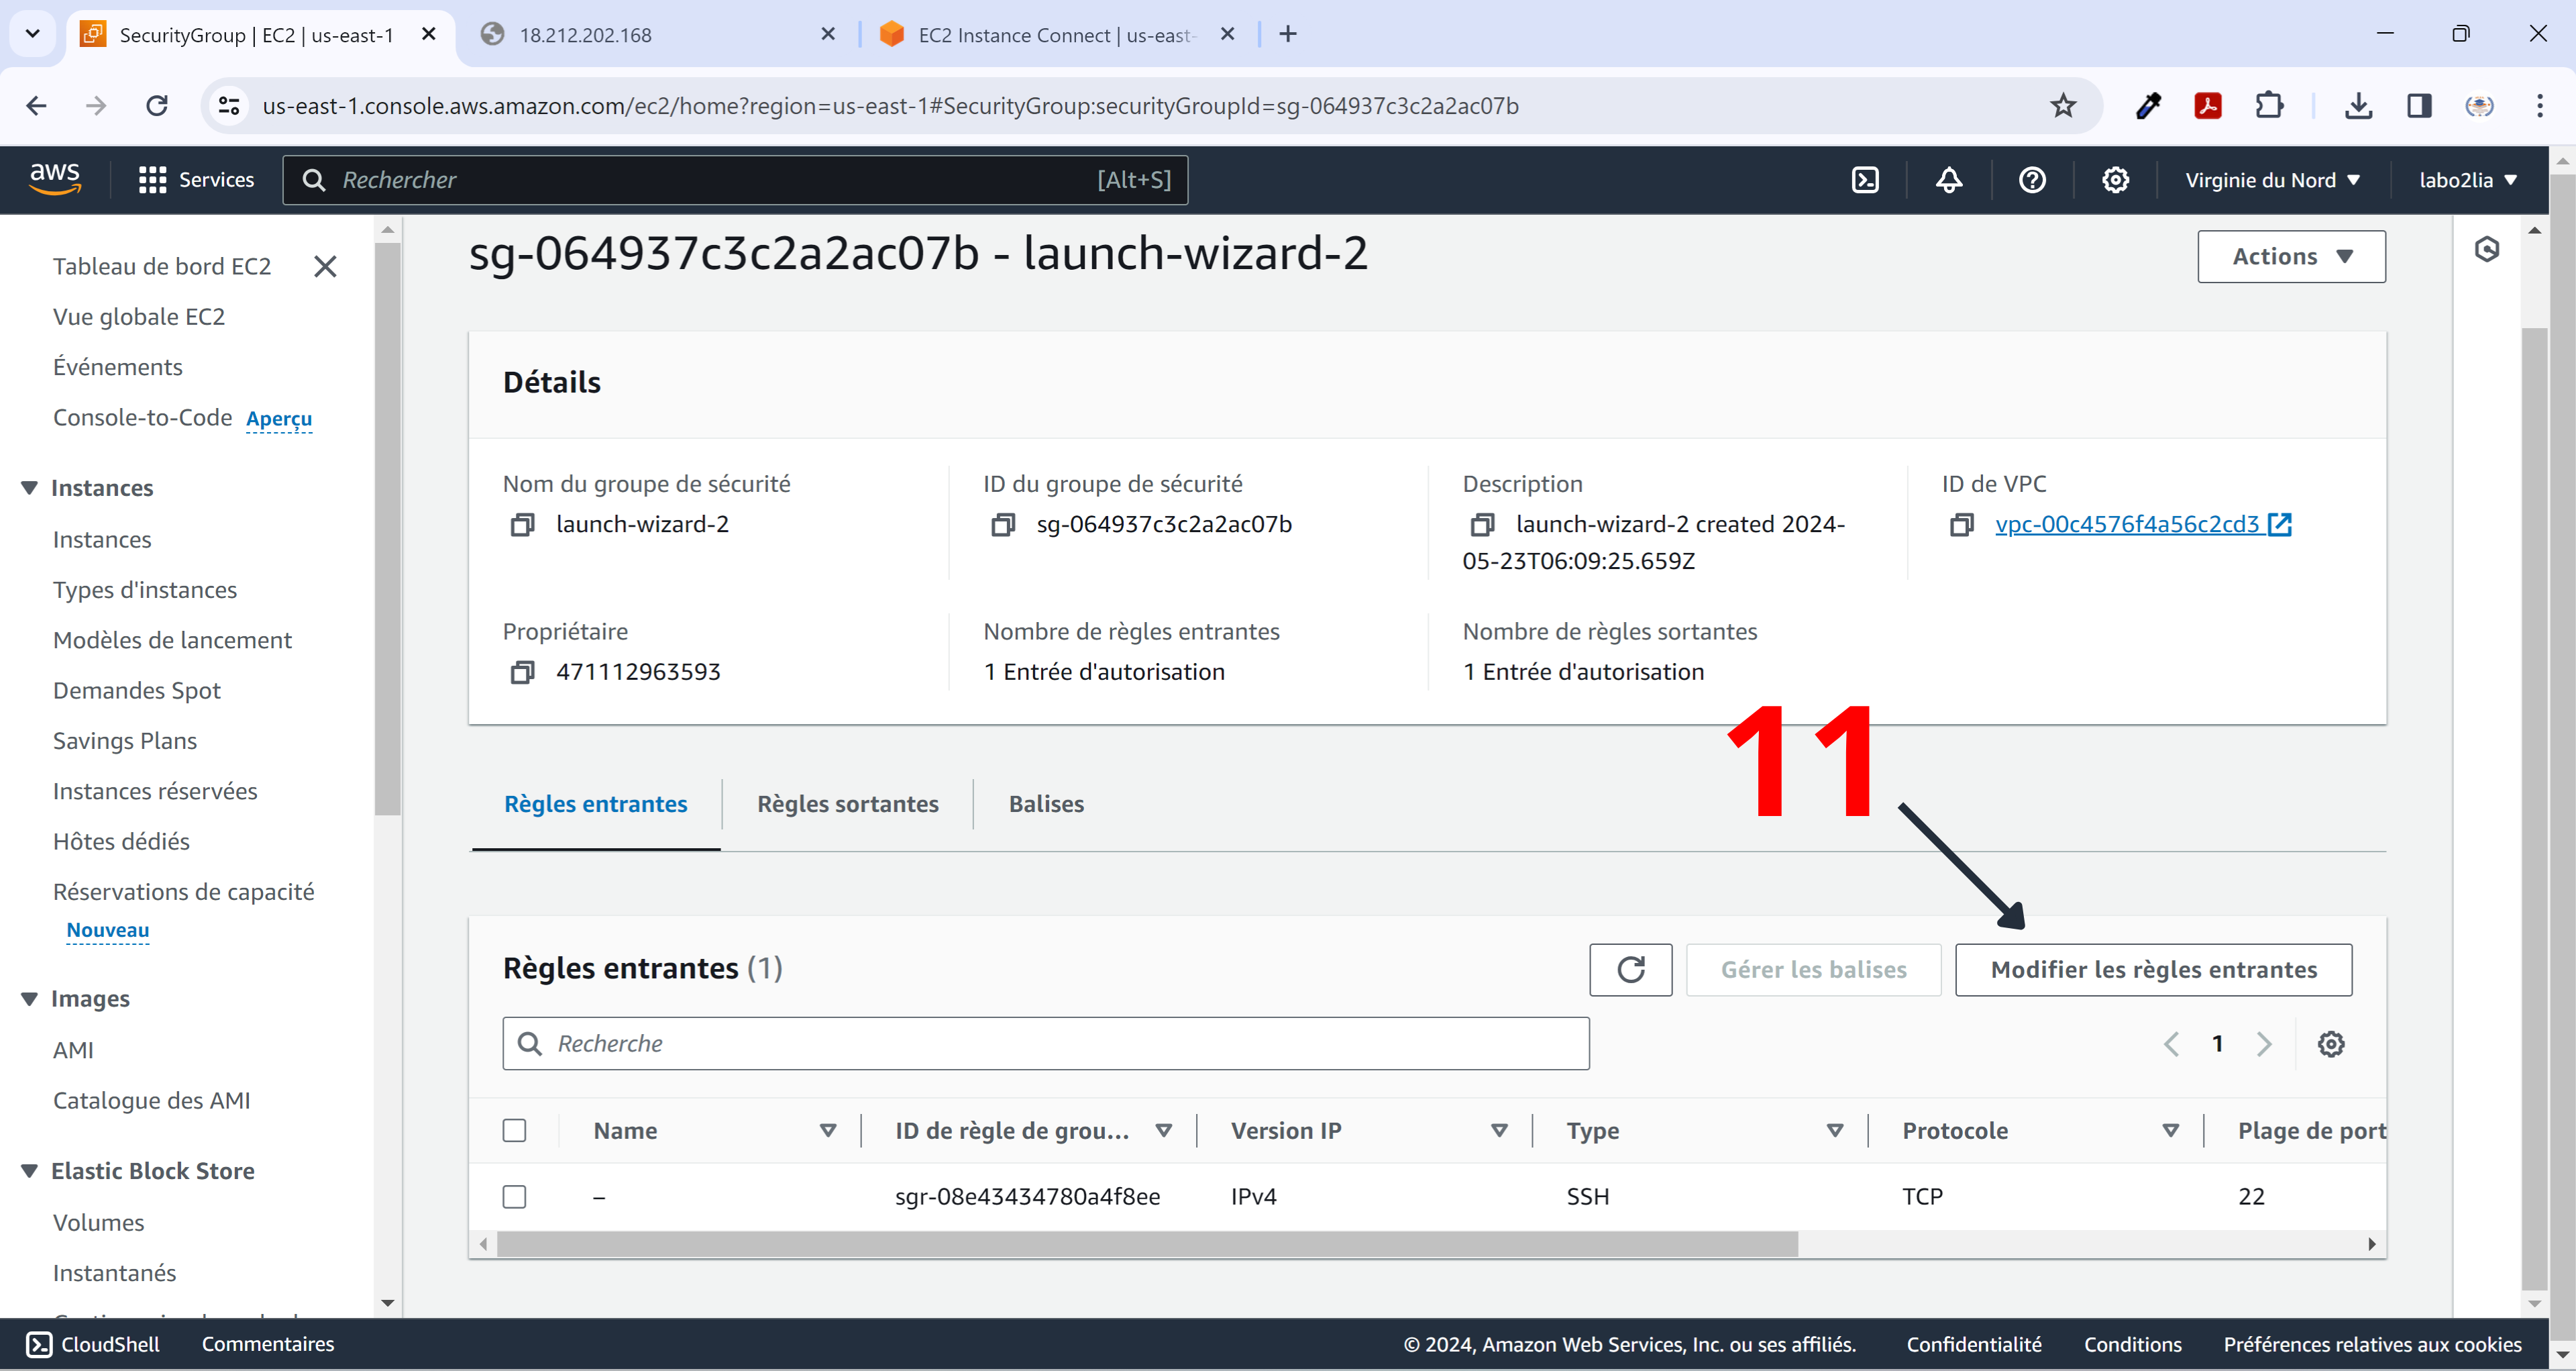 SecurityGroup | EC2 | us-east-1
18.212.202.168
EC2 Instance Connect | us-east-
us-east-1.console.aws.amazon.com/ec2/home?region=us-east-1#SecurityGroup:securityGroupId=sg-064937c3c2a2ac07b
aws
Services
Rechercher
[Alt+S]
Virginie du Nord
labo2lia
Tableau de bord EC2
Vue globale EC2
Événements
Console-to-Code Aperçu
Instances
Instances
Types d'instances
Modèles de lancement
Demandes Spot
Savings Plans
Instances réservées
Hôtes dédiés
Réservations de capacité
Nouveau
Images
AMI
Catalogue des AMI
Elastic Block Store
Volumes
Instantanés
sg-064937c3c2a2ac07b - launch-wizard-2
Actions
Détails
Nom du groupe de sécurité
launch-wizard-2
ID du groupe de sécurité
sg-064937c3c2a2ac07b
Description
launch-wizard-2 created 2024-
05-23T06:09:25.659Z
ID de VPC
vpc-00c4576f4a56c2cd3
Propriétaire
471112963593
Nombre de règles entrantes
1 Entrée d'autorisation
Nombre de règles sortantes
1 Entrée d'autorisation
11
Règles entrantes
Règles sortantes
Balises
Règles entrantes (1)
Gérer les balises
Modifier les règles entrantes
Recherche
1
Name
ID de règle de grou...
Version IP
Type
Protocole
Plage de port
–
sgr-08e43434780a4f8ee
IPv4
SSH
TCP
22
CloudShell
Commentaires
© 2024, Amazon Web Services, Inc. ou ses affiliés.
Confidentialité
Conditions
Préférences relatives aux cookies